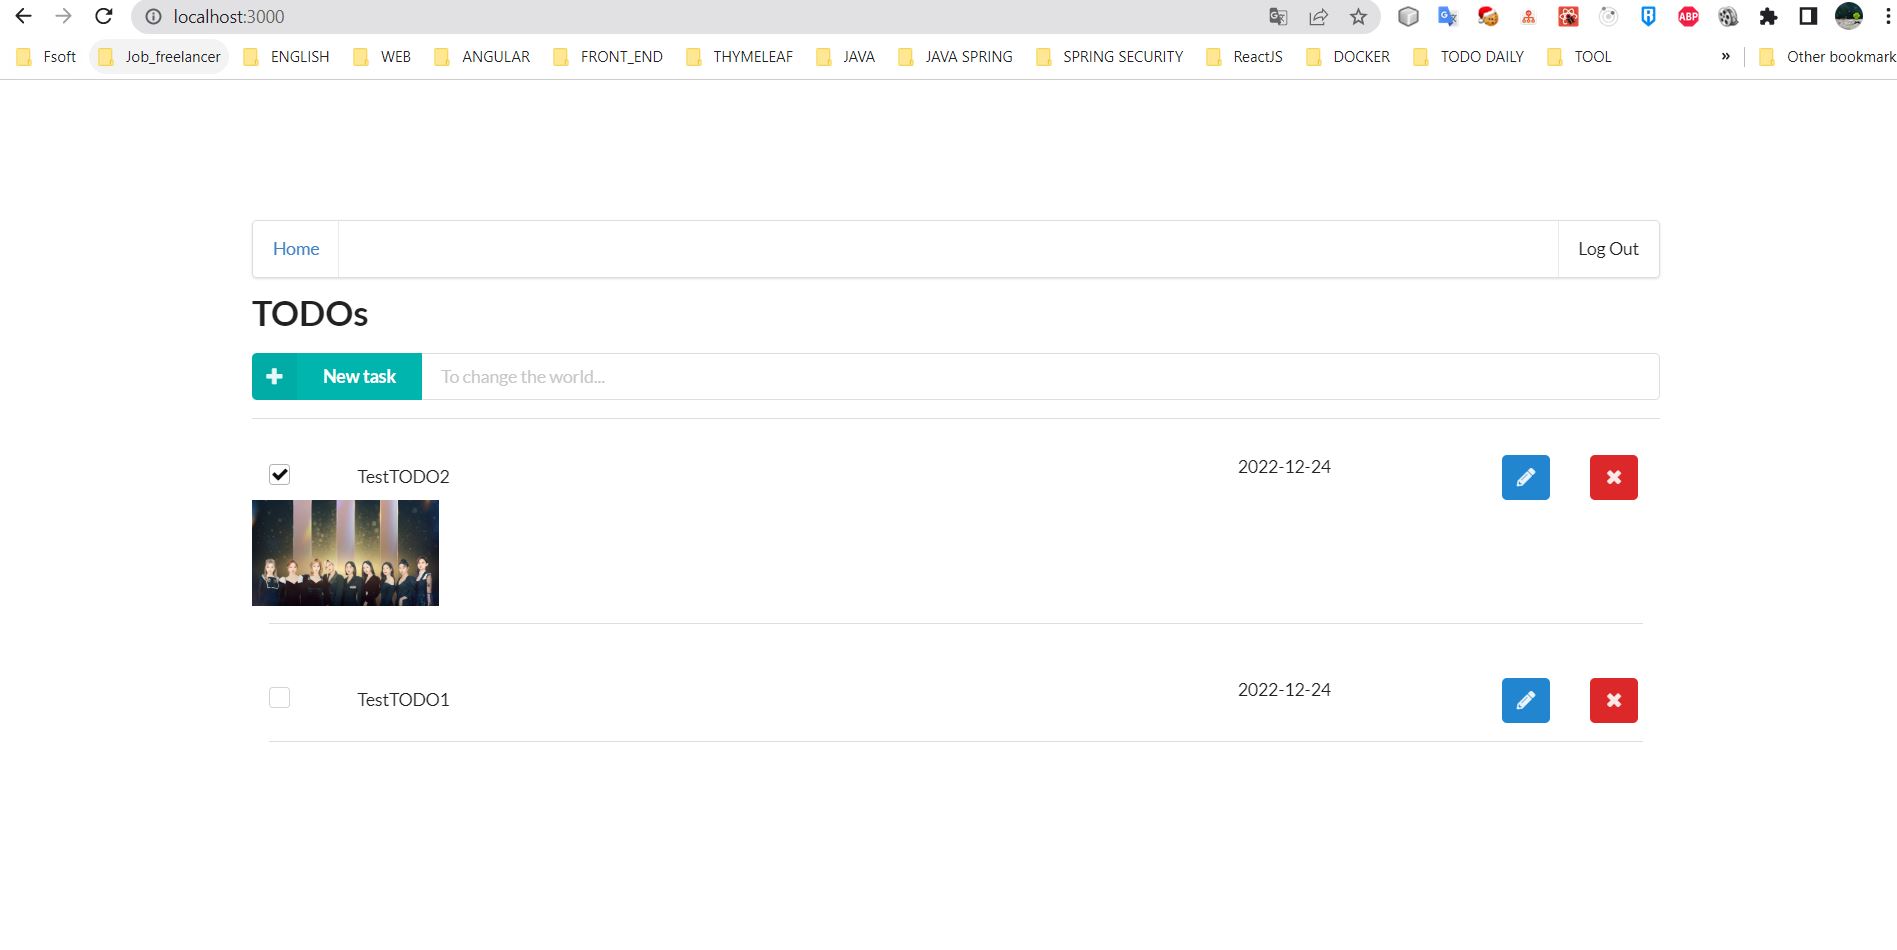 localhost:3000
Fsoft Job_freelancer ENGLISH WEB ANGULAR FRONT_END THYMELEAF JAVA JAVA SPRING SPRING SECURITY ReactJS DOCKER TODO DAILY TOOL » Other bookmark
Home Log Out
TODOs
New task To change the world...
TestTODO2 2022-12-24
TestTODO1 2022-12-24
ABP